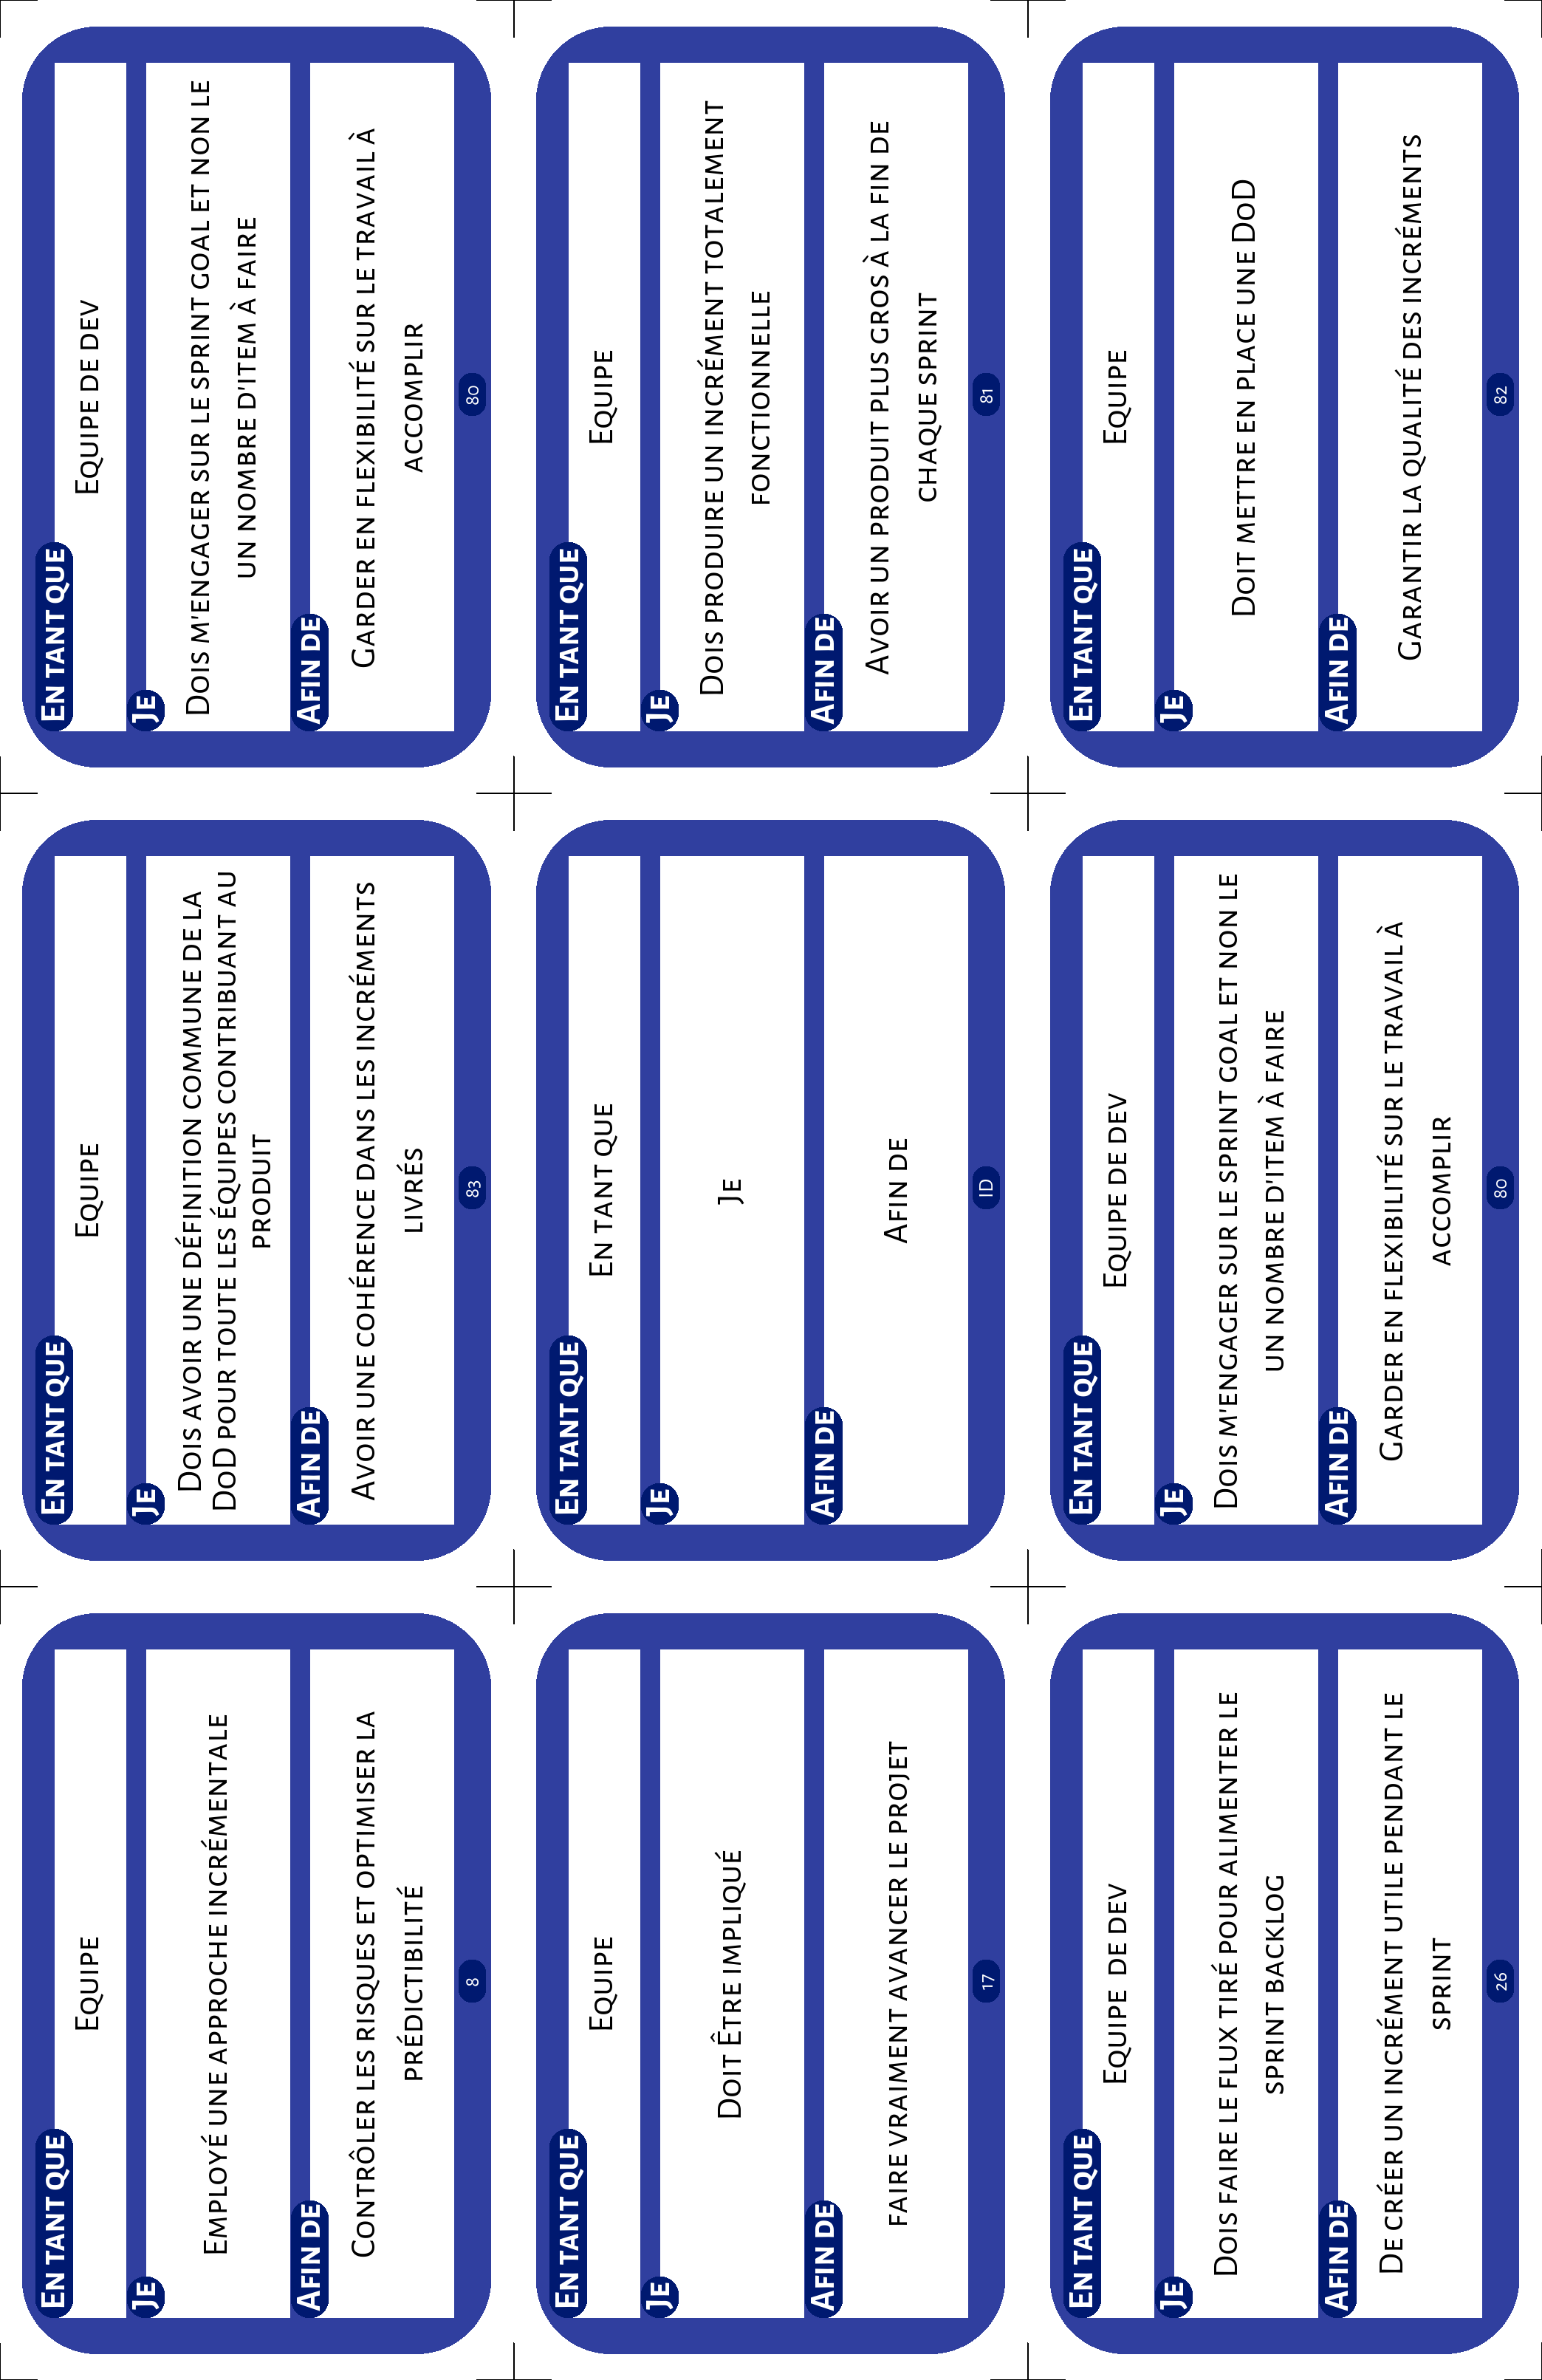 En tant que
Equipe de dev
Je
Dois m'engager sur le sprint goal et non le
un nombre d'item à faire
Afin de
Garder en flexibilité sur le travail à
accomplir
80
En tant que
Equipe
Je
Dois produire un incrément totalement
fonctionnelle
Afin de
Avoir un produit plus gros à la fin de
chaque sprint
81
En tant que
Equipe
Je
Doit mettre en place une DoD
Afin de
Garantir la qualité des incréments
82
En tant que
Equipe
Je
Dois avoir une définition commune de la
DoD pour toute les équipes contribuant au
produit
Afin de
Avoir une cohérence dans les incréments
livrés
83
En tant que
En tant que
Je
Je
Afin de
Afin de
ID
En tant que
Equipe de dev
Je
Dois m'engager sur le sprint goal et non le
un nombre d'item à faire
Afin de
Garder en flexibilité sur le travail à
accomplir
80
En tant que
Equipe
Je
Employé une approche incrémentale
Afin de
Contrôler les risques et optimiser la
prédictibilité
8
En tant que
Equipe
Je
Doit Être impliqué
Afin de
faire vraiment avancer le projet
17
En tant que
Equipe de dev
Je
Dois faire le flux tiré pour alimenter le
sprint backlog
Afin de
De créer un incrément utile pendant le
sprint
26